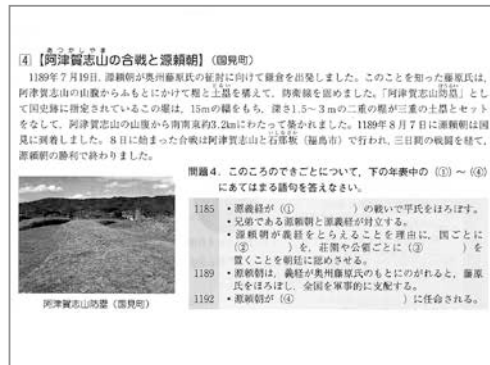 あつかしやま
④【阿津賀志山の合戦と源頼朝】(国見町)
1189年7月19日、源頼朝が奥州藤原氏の征討に向けて鎌倉を出発しました。このことを知った藤原氏は、
阿津賀志山の山腹からふもとにかけて堀と土塁を構えて、防衛線を固めました。「阿津賀志山防塁」とし
て国史跡に指定されているこの堀は、15mの幅をもち、深さ1.5～3mの二重の堀が三重の土塁とセット
をなして、阿津賀志山の山腹から南南東約3.2kmにわたって築かれました。1189年8月7日に源頼朝は国
見に到着しました。8日に始まった合戦は阿津賀志山と石那坂(福島市)で行われ、三日間の戦闘を経て、
源頼朝の勝利で終わりました。
問題4．このころのできごとについて、下の年表中の(①)～(④)
にあてはまる語句を答えなさい。
1185 ・源義経が(① )の戦いで平氏をほろぼす。
・兄弟である源頼朝と源義経が対立する。
・源頼朝が義経をとらえることを理由に、国ごとに
(② )を、荘園や公領ごとに(③ )を
置くことを朝廷に認めさせる。
1189 ・源頼朝は、義経が奥州藤原氏のもとにのがれると、藤原
氏をほろぼし、全国を軍事的に支配する。
1192 ・源頼朝が(④ )に任命される。
阿津賀志山防塁(国見町)